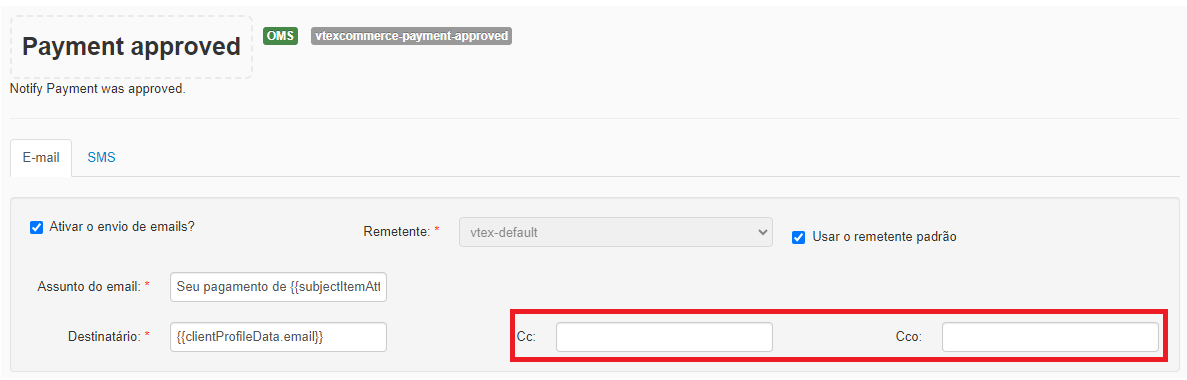 Payment approved OMS vtexcommerce-payment-approved
Notify Payment was approved.
E-mail SMS
Ativar o envio de emails? Remetente: * vtex-default Usar o remetente padrão
Assunto do email: * Seu pagamento de {{subjectItemAtt
Destinatário: * {{clientProfileData.email}} Cc: Cco: